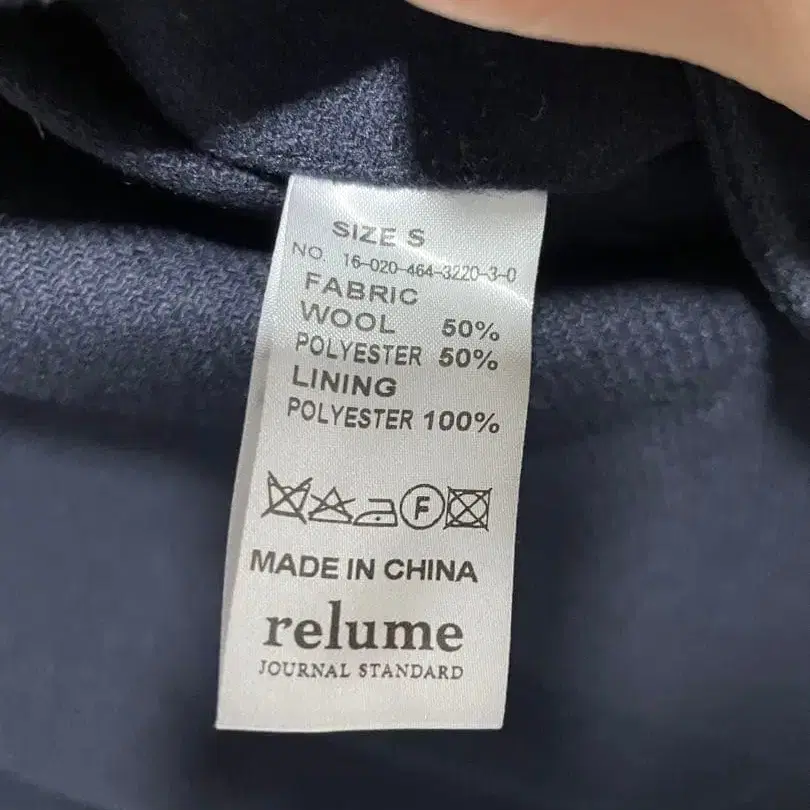 SIZE S
NO. 16-020-464-3220-3-0
FABRIC
WOOL 50%
POLYESTER 50%
LINING
POLYESTER 100%
F
MADE IN CHINA
relume
JOURNAL STANDARD